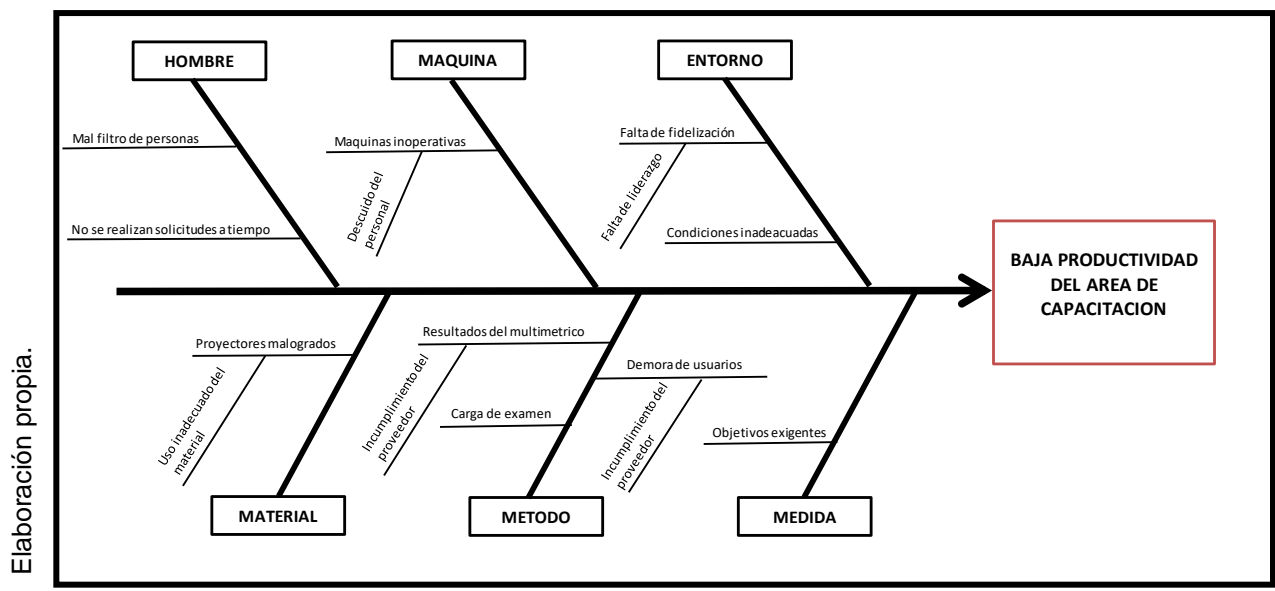 HOMBRE
MAQUINA
ENTORNO
Mal filtro de personas
No se realizan solicitudes a tiempo
Maquinas inoperativas
Descuido del
personal
Falta de fidelización
Falta de liderazgo
Condiciones inadeacuadas
BAJA PRODUCTIVIDAD
DEL AREA DE
CAPACITACION
Proyectores malogrados
Uso inadecuado del
material
Resultados del multimetrico
Incumplimiento del
proveedor
Carga de examen
Demora de usuarios
Incumplimiento del
proveedor
Objetivos exigentes
MATERIAL
METODO
MEDIDA
Elaboración propia.